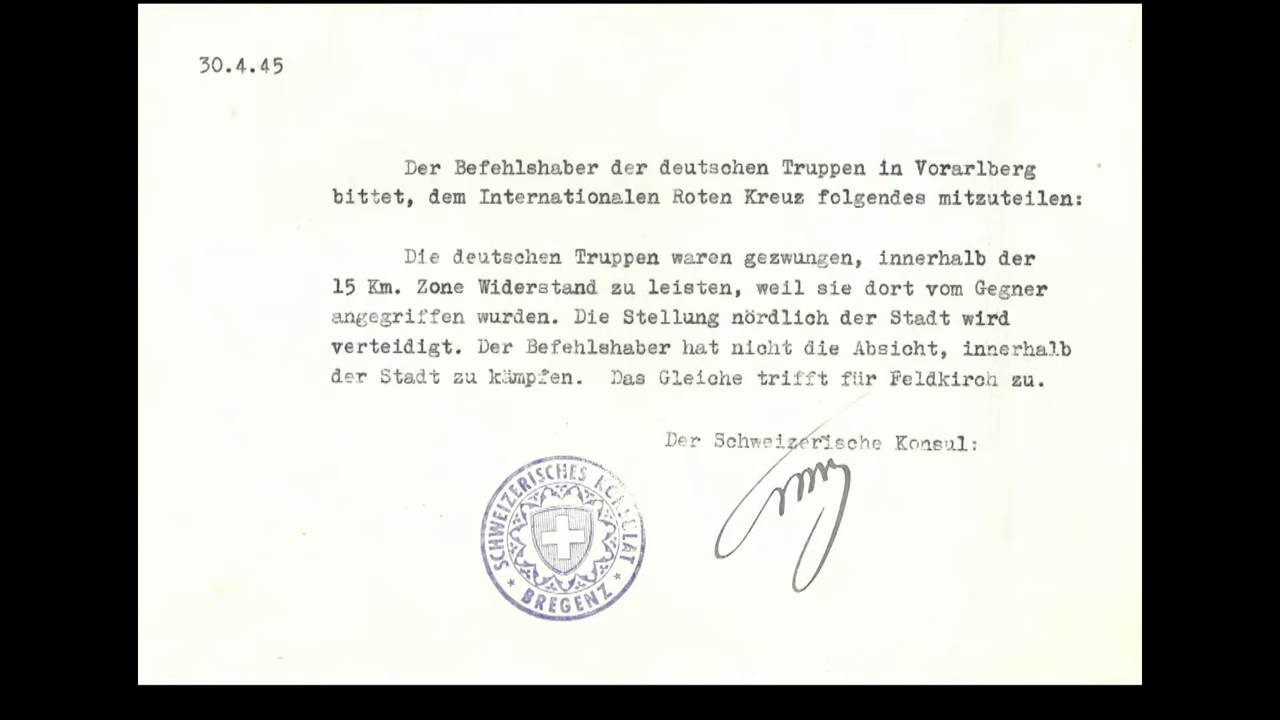 30.4.45
Der Befehlshaber der deutschen Truppen in Vorarlberg
bittet, dem Internationalen Roten Kreuz folgendes mitzuteilen:
Die deutschen Truppen waren gezwungen, innerhalb der
15 Km. Zone Widerstand zu leisten, weil sie dort vom Gegner
angegriffen wurden. Die Stellung nördlich der Stadt wird
verteidigt. Der Befehlshaber hat nicht die Absicht, innerhalb
der Stadt zu kämpfen. Das Gleiche trifft für Feldkirch zu.
Der Schweizerische Konsul:
SCHWEIZERISCHES KONSULAT
* BREGENZ *